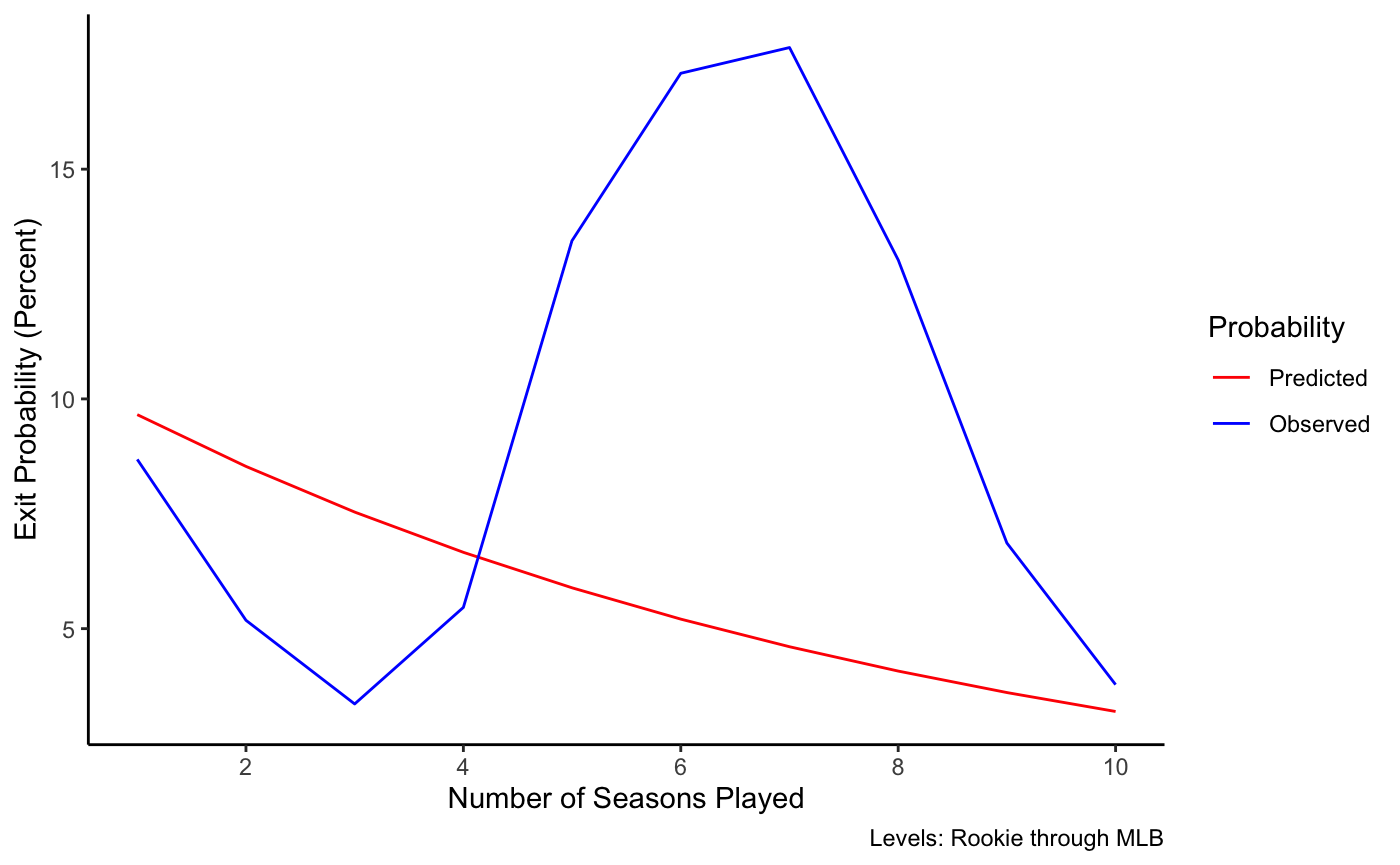 Exit Probability (Percent)
15
10
5
2
4
6
8
10
Number of Seasons Played
Levels: Rookie through MLB
Probability
Predicted
Observed